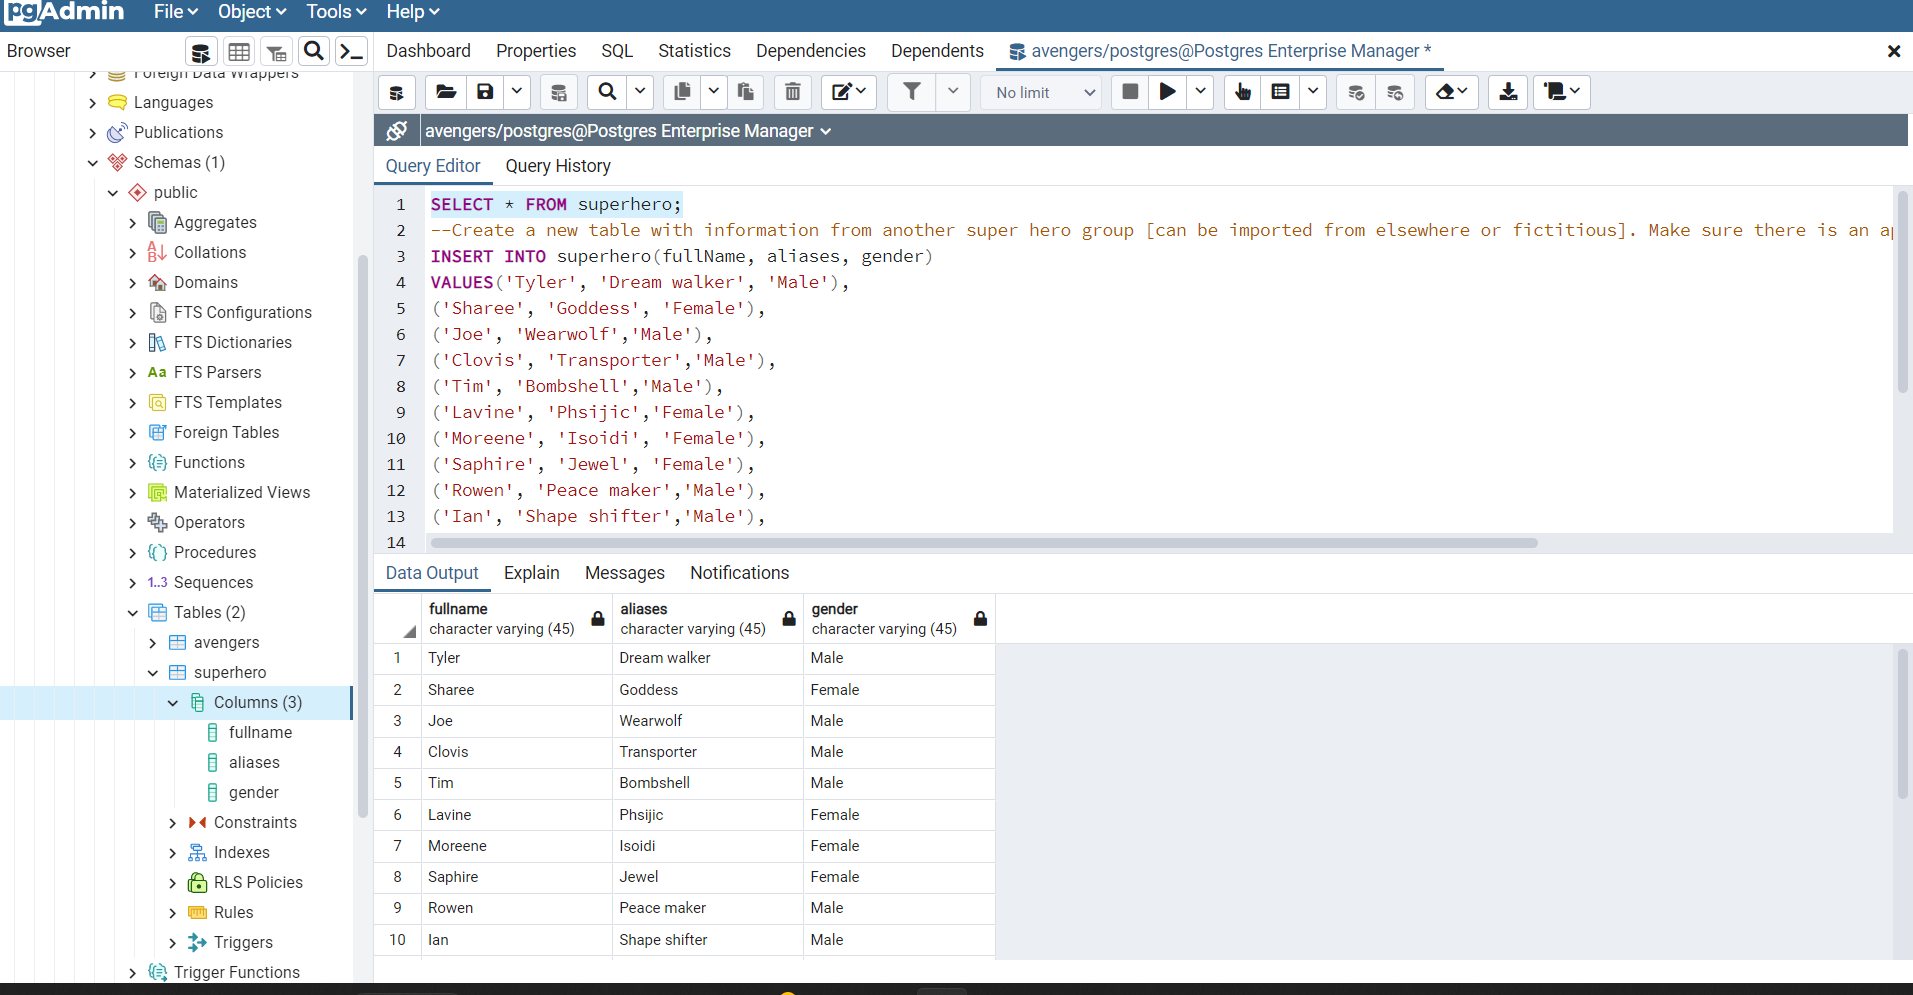 pgAdmin File Object Tools Help
Browser
Dashboard Properties SQL Statistics Dependencies Dependents avengers/postgres@Postgres Enterprise Manager *
No limit
avengers/postgres@Postgres Enterprise Manager
Query Editor Query History
Foreign Data Wrappers
Languages
Publications
Schemas (1)
public
Aggregates
Collations
Domains
FTS Configurations
FTS Dictionaries
Aa FTS Parsers
FTS Templates
Foreign Tables
Functions
Materialized Views
Operators
Procedures
1..3 Sequences
Tables (2)
avengers
superhero
Columns (3)
fullname
aliases
gender
Constraints
Indexes
RLS Policies
Rules
Triggers
Trigger Functions
1 SELECT * FROM superhero;
2 --Create a new table with information from another super hero group [can be imported from elsewhere or fictitious]. Make sure there is an
3 INSERT INTO superhero(fullName, aliases, gender)
4 VALUES('Tyler', 'Dream walker', 'Male'),
5 ('Sharee', 'Goddess', 'Female'),
6 ('Joe', 'Wearwolf','Male'),
7 ('Clovis', 'Transporter','Male'),
8 ('Tim', 'Bombshell','Male'),
9 ('Lavine', 'Phsijic','Female'),
10 ('Moreene', 'Isoidi', 'Female'),
11 ('Saphire', 'Jewel', 'Female'),
12 ('Rowen', 'Peace maker','Male'),
13 ('Ian', 'Shape shifter','Male'),
14
Data Output Explain Messages Notifications
fullname aliases gender
character varying (45) character varying (45) character varying (45)
1 Tyler Dream walker Male
2 Sharee Goddess Female
3 Joe Wearwolf Male
4 Clovis Transporter Male
5 Tim Bombshell Male
6 Lavine Phsijic Female
7 Moreene Isoidi Female
8 Saphire Jewel Female
9 Rowen Peace maker Male
10 Ian Shape shifter Male